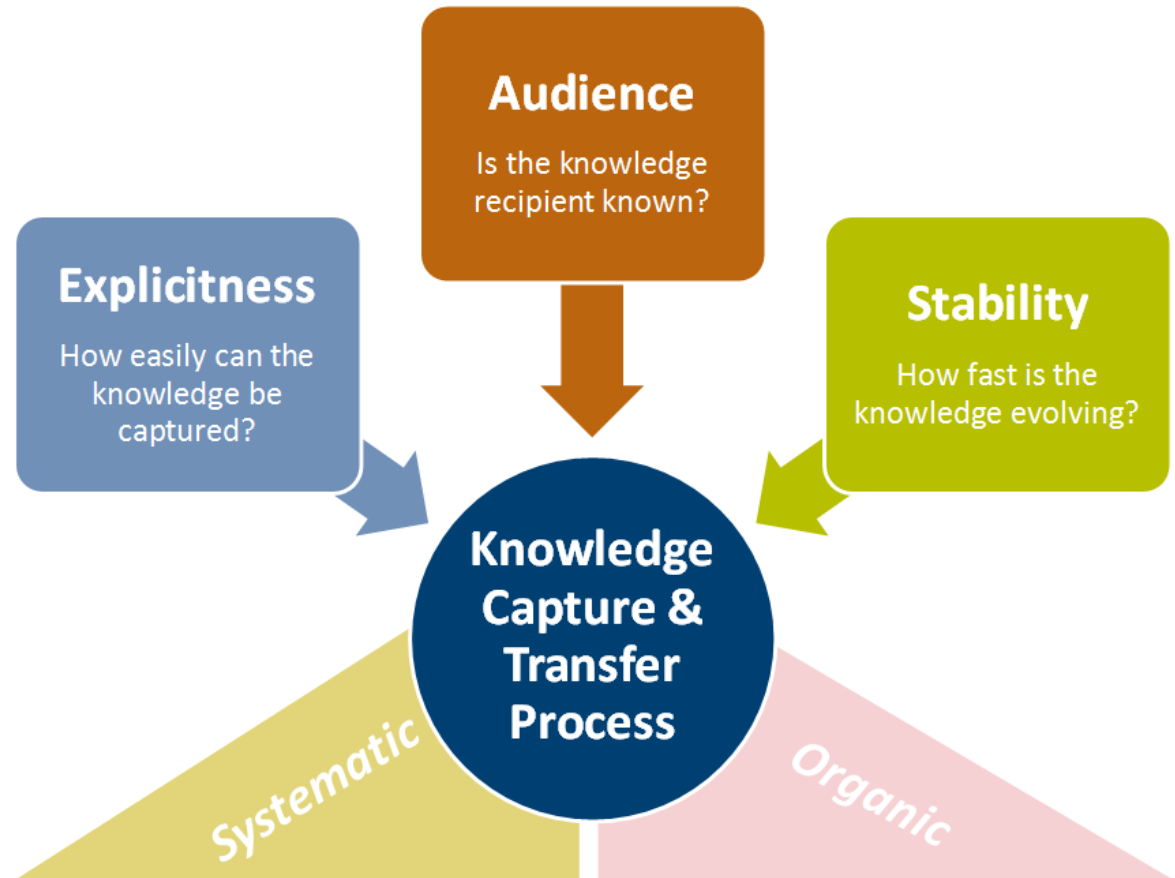 Audience
Is the knowledge
recipient known?
Explicitness
How easily can the
knowledge be
captured?
Stability
How fast is the
knowledge evolving?
Knowledge
Capture &
Transfer
Process
Systematic
Organic